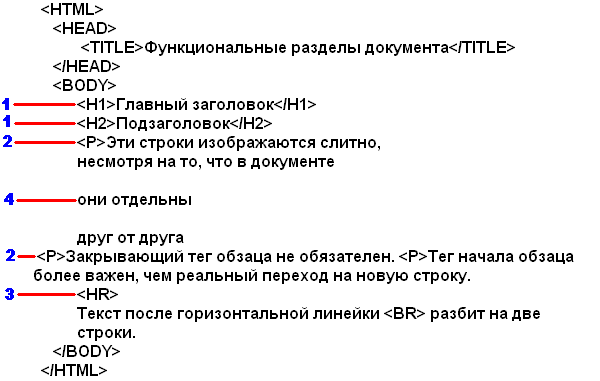 <HTML>
<HEAD>
<TITLE>Функциональные разделы документа</TITLE>
</HEAD>
<BODY>
1 <H1>Главный заголовок</H1>
1 <H2>Подзаголовок</H2>
2 <P>Эти строки изображаются слитно,
несмотря на то, что в документе
4 они отдельны
друг от друга
2 <P>Закрывающий тег обзаца не обязателен. <P>Тег начала обзаца
более важен, чем реальный переход на новую строку.
3 <HR>
Текст после горизонтальной линейки <BR> разбит на две
строки.
</BODY>
</HTML>